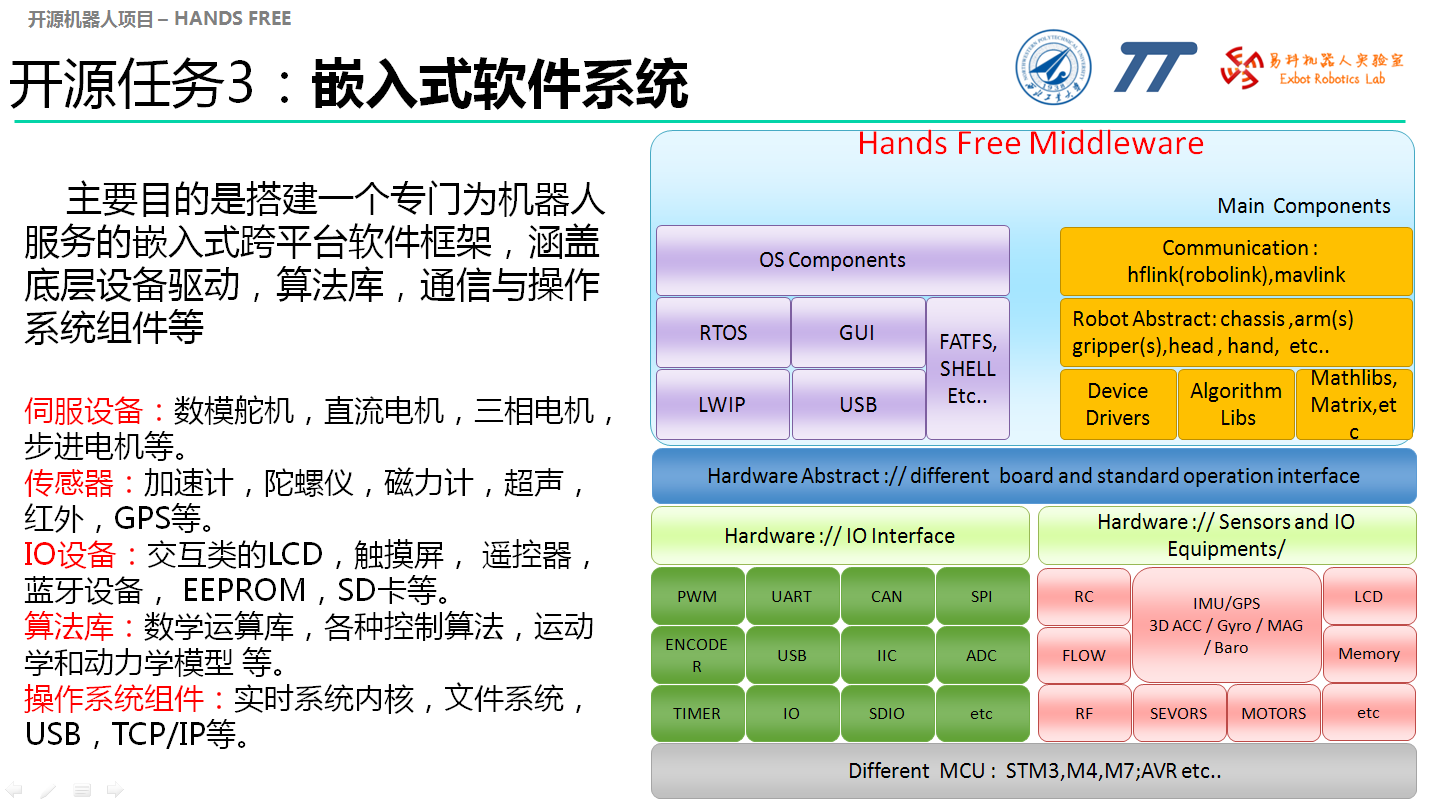 开源机器人项目 – HANDS FREE
开源任务3：嵌入式软件系统
NORTHWESTERN POLYTECHNICAL UNIVERSITY
1938
西北工业大学
易科机器人实验室
Exbot Robotics Lab
主要目的是搭建一个专门为机器人
服务的嵌入式跨平台软件框架，涵盖
底层设备驱动，算法库，通信与操作
系统组件等
伺服设备：数模舵机，直流电机，三相电机，
步进电机等。
传感器：加速计，陀螺仪，磁力计，超声，
红外，GPS等。
IO设备：交互类的LCD，触摸屏， 遥控器，
蓝牙设备， EEPROM，SD卡等。
算法库：数学运算库，各种控制算法，运动
学和动力学模型 等。
操作系统组件：实时系统内核，文件系统，
USB，TCP/IP等。
Hands Free Middleware
Main Components
OS Components
RTOS
GUI
FATFS,
SHELL
Etc..
LWIP
USB
Communication :
hflink(robolink),mavlink
Robot Abstract: chassis ,arm(s)
gripper(s),head , hand, etc..
Device
Drivers
Algorithm
Libs
Mathlibs,
Matrix,et
c
Hardware Abstract :// different board and standard operation interface
Hardware :// IO Interface
Hardware :// Sensors and IO
Equipments/
PWM
UART
CAN
SPI
ENCODE
R
USB
IIC
ADC
TIMER
IO
SDIO
etc
RC
IMU/GPS
3D ACC / Gyro / MAG
/ Baro
LCD
FLOW
Memory
RF
SEVORS
MOTORS
etc
Different MCU : STM3,M4,M7;AVR etc..